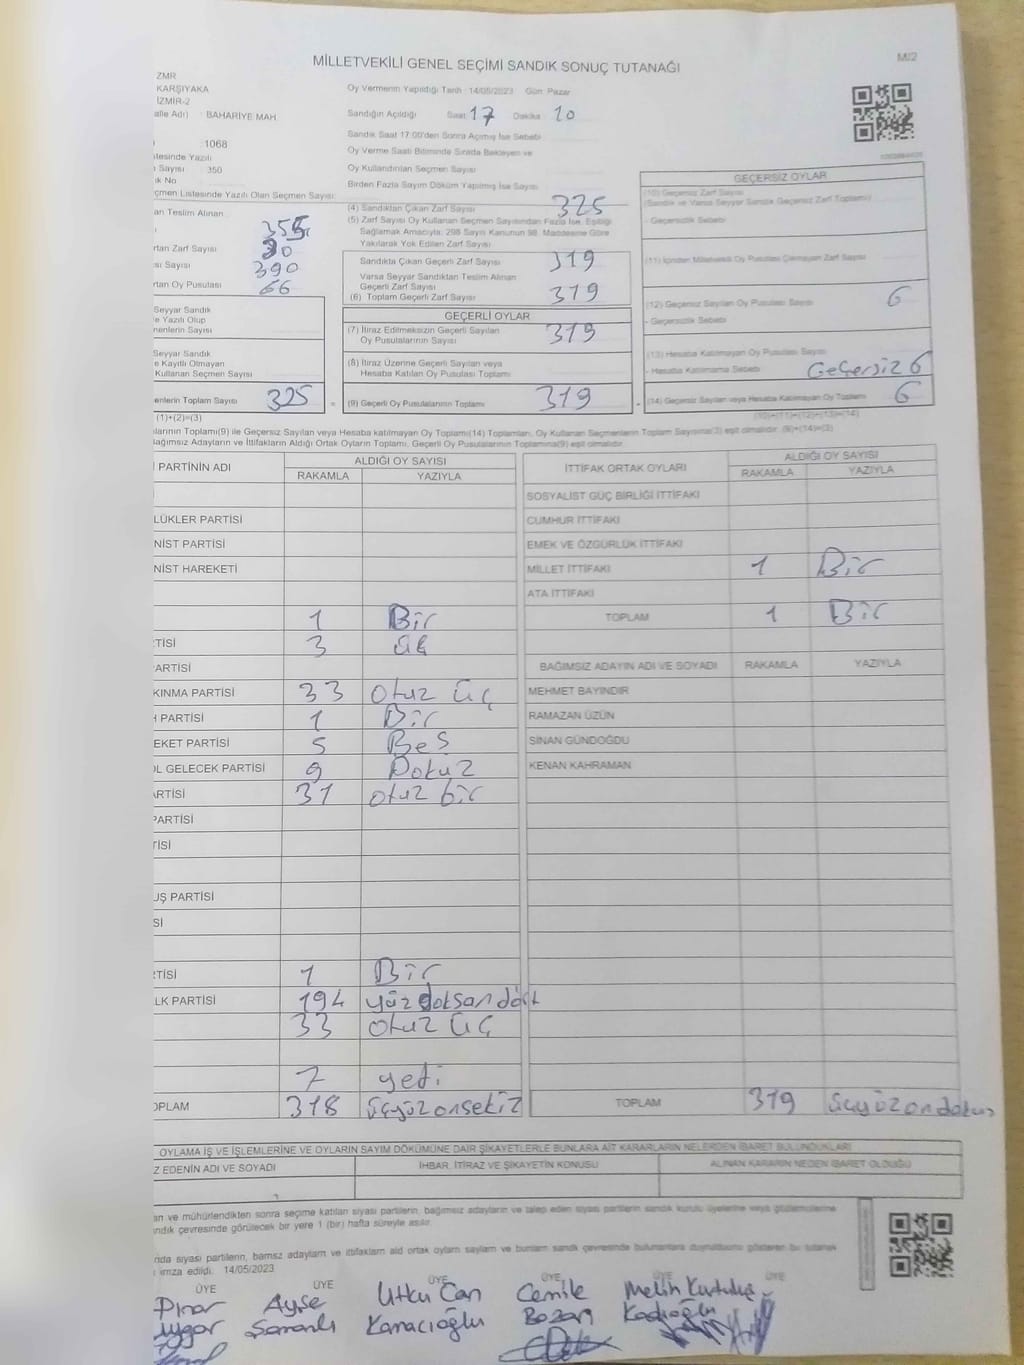 MİLLETVEKİLİ GENEL SEÇİMİ SANDIK SONUÇ TUTANAĞI
M/2
ZMR
KARŞIYAKA
İZMİR-2
alle Adı) : BAHARİYE MAH.
: 1068
tesinde Yazılı
Sayısı : 350
ık No
çmen Listesinde Yazılı Olan Seçmen Sayısı
an Teslim Alınan
355
rtan Zarf Sayısı
30
sı Sayısı 390
rtan Oy Pusulası 66
Seyyar Sandık
e Yazılı Olup
nenlerin Sayısı
Seyyar Sandık
e Kayıtlı Olmayan
Kullanan Seçmen Sayısı
enlerin Toplam Sayısı 325
(1)+(2)=(3)
Oy Vermenin Yapıldığı Tarih : 14/05/2023 Gün : Pazar
Sandığın Açıldığı Saat 17 Dakika : 10
Sandık Saat 17:00'den Sonra Açılmış İse Sebebi
Oy Verme Saati Bitiminde Sırada Bekleyen ve
Oy Kullandırılan Seçmen Sayısı
Birden Fazla Sayım Döküm Yapılmış İse Sayısı
(4) Sandıktan Çıkan Zarf Sayısı 325
(5) Zarf Sayısı Oy Kullanan Seçmen Sayısından Fazla İse, Eşitliği
Sağlamak Amacıyla, 298 Sayılı Kanunun 98. Maddesine Göre
Yakılarak Yok Edilen Zarf Sayısı
Sandıkta Çıkan Geçerli Zarf Sayısı 319
Varsa Seyyar Sandıktan Teslim Alınan
Geçerli Zarf Sayısı
(6) Toplam Geçerli Zarf Sayısı 319
GEÇERLİ OYLAR
(7) İtiraz Edilmeksizin Geçerli Sayılan
Oy Pusulalarının Sayısı 319
(8) İtiraz Üzerine Geçerli Sayılan veya
Hesaba Katılan Oy Pusulası Toplamı
(9) Geçerli Oy Pusulalarının Toplamı 319
GEÇERSİZ OYLAR
(10) Geçersiz Zarf Sayısı
(Sandık ve Varsa Seyyar Sandık Geçersiz Zarf Toplamı)
- Geçersizlik Sebebi
(11) İçinden Milletvekili Oy Pusulası Çıkmayan Zarf Sayısı
(12) Geçersiz Sayılan Oy Pusulası Sayısı 6
- Geçersizlik Sebebi
(13) Hesaba Katılmayan Oy Pusulası Sayısı
- Hesaba Katılmama Sebebi Geçersiz 6
(14) Geçersiz Sayılan veya Hesaba Katılmayan Oy Toplamı 6
(10)+(11)+(12)+(13)=(14)
larının Toplamı(9) ile Geçersiz Sayılan veya Hesaba katılmayan Oy Toplamı(14) Toplamları, Oy Kullanan Seçmenlerin Toplam Sayısına(3) eşit olmalıdır. (9)+(14)=(3)
ağımsız Adayların ve İttifakların Aldığı Ortak Oyların Toplamı, Geçerli Oy Pusulalarının Toplamına(9) eşit olmalıdır.
İ PARTİNİN ADI ALDIĞI OY SAYISI
RAKAMLA YAZIYLA
LÜKLER PARTİSİ
NİST PARTİSİ
NİST HAREKETİ
1 Bir
TİSİ 3 üç
ARTİSİ
KINMA PARTİSİ 33 otuz üç
H PARTİSİ 1 Bir
EKET PARTİSİ 5 Beş
OL GELECEK PARTİSİ 9 Dokuz
ARTİSİ 31 otuz bir
PARTİSİ
TİSİ
UŞ PARTİSİ
Sİ
RTİSİ 1 Bir
LK PARTİSİ 194 yüzdoksandört
33 otuz üç
7 yedi
OPLAM 318 üçyüzonsekiz
İTTİFAK ORTAK OYLARI ALDIĞI OY SAYISI
RAKAMLA YAZIYLA
SOSYALİST GÜÇ BİRLİĞİ İTTİFAKI
CUMHUR İTTİFAKI
EMEK VE ÖZGÜRLÜK İTTİFAKI
MİLLET İTTİFAKI 1 Bir
ATA İTTİFAKI
TOPLAM 1 Bir
BAĞIMSIZ ADAYIN ADI VE SOYADI RAKAMLA YAZIYLA
MEHMET BAYINDIR
RAMAZAN ÜZÜN
SİNAN GÜNDOĞDU
KENAN KAHRAMAN
TOPLAM 319 üçyüzondokuz
OYLAMA İŞ VE İŞLEMLERİNE VE OYLARIN SAYIM DÖKÜMÜNE DAİR ŞİKAYETLERLE BUNLARA AİT KARARLARIN NELERDEN İBARET BULUNDUKLARI
Z EDENİN ADI VE SOYADI İHBAR, İTİRAZ VE ŞİKAYETİN KONUSU ALINAN KARARIN NEDEN İBARET OLDUĞU
an ve mühürlendikten sonra seçime katılan siyasi partilerin, bağımsız adayların ve talep eden siyasi partilerin sandık kurulu üyelerine veya gözlemcilerine
ndık çevresinde görülecek bir yere 1 (bir) hafta süreyle asılır.
nda siyasi partilerin,
imza edildi. 14/05/2023
ÜYE ÜYE ÜYE ÜYE ÜYE ÜYE
Pınar Ayşe Utku Can Cemile Melih Kurtuluş
Uygar Samanlı Karacıoğlu Bozan Kadıoğlu